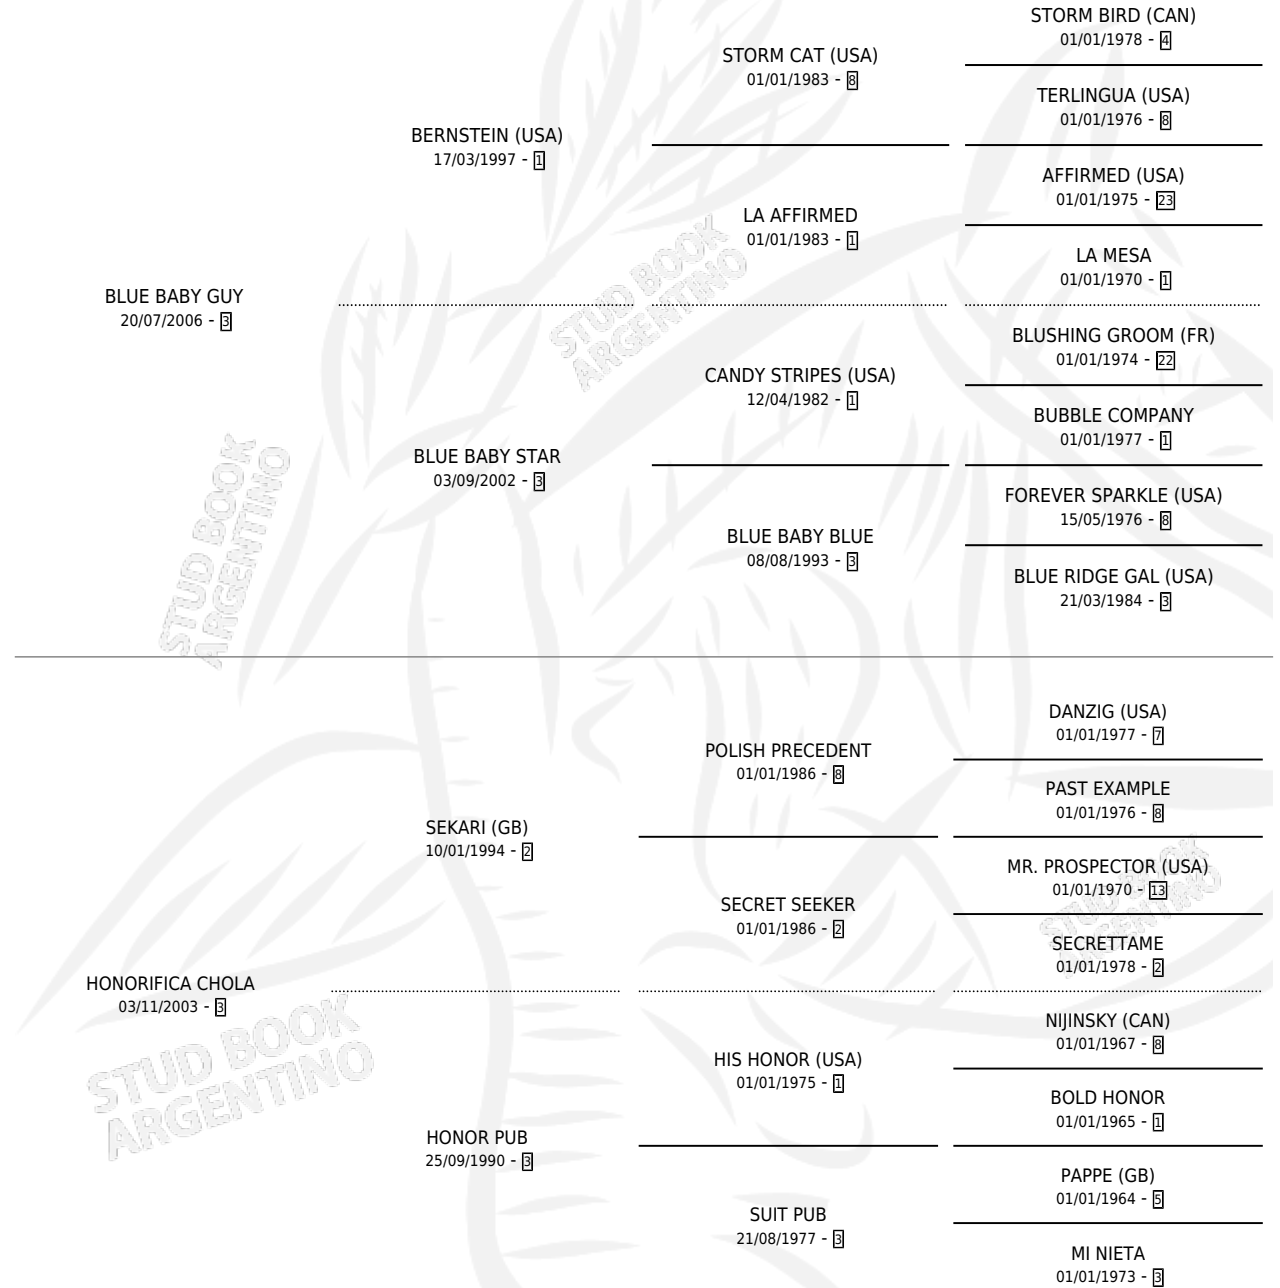 STORM BIRD (CAN)
01/01/1978 - 4
STORM CAT (USA)
01/01/1983 - 8
TERLINGUA (USA)
01/01/1976 - 8
BERNSTEIN (USA)
17/03/1997 - 1
AFFIRMED (USA)
01/01/1975 - 23
LA AFFIRMED
01/01/1983 - 1
LA MESA
01/01/1970 - 1
BLUE BABY GUY
20/07/2006 - 3
BLUSHING GROOM (FR)
01/01/1974 - 22
CANDY STRIPES (USA)
12/04/1982 - 1
BUBBLE COMPANY
01/01/1977 - 1
BLUE BABY STAR
03/09/2002 - 3
FOREVER SPARKLE (USA)
15/05/1976 - 8
BLUE BABY BLUE
08/08/1993 - 3
BLUE RIDGE GAL (USA)
21/03/1984 - 3
DANZIG (USA)
01/01/1977 - 7
POLISH PRECEDENT
01/01/1986 - 8
PAST EXAMPLE
01/01/1976 - 8
SEKARI (GB)
10/01/1994 - 2
MR. PROSPECTOR (USA)
01/01/1970 - 13
SECRET SEEKER
01/01/1986 - 2
SECRETTAME
01/01/1978 - 2
HONORIFICA CHOLA
03/11/2003 - 3
NIJINSKY (CAN)
01/01/1967 - 8
HIS HONOR (USA)
01/01/1975 - 1
BOLD HONOR
01/01/1965 - 1
HONOR PUB
25/09/1990 - 3
PAPPE (GB)
01/01/1964 - 5
SUIT PUB
21/08/1977 - 3
MI NIETA
01/01/1973 - 3
STUD BOOK
ARGENTINO
STUD BOOK
ARGENTINO
STUD BOOK
ARGENTINO
STUD BOOK
ARGENTINO